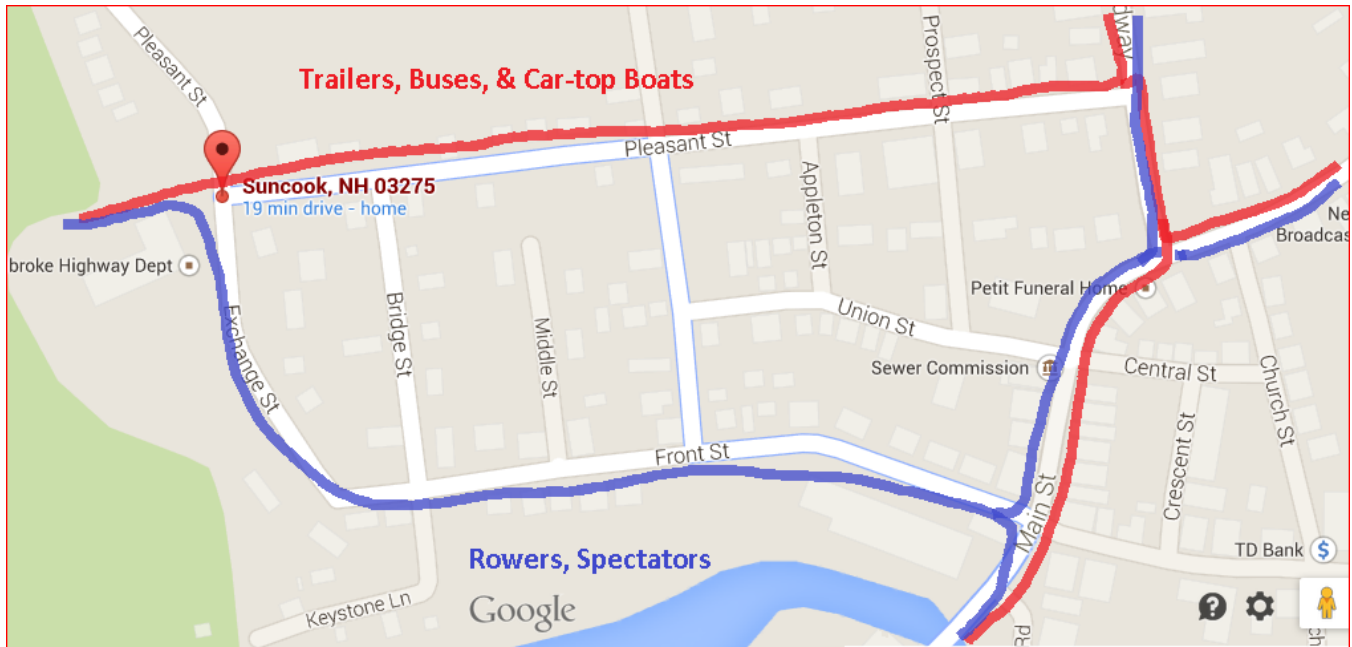 Pleasant St
Trailers, Buses, & Car-top Boats
Prospect St
dway
Pleasant St
Suncook, NH 03275
19 min drive - home
Appleton St
Ne
Broadcas
broke Highway Dept
Petit Funeral Home
Exchange St
Bridge St
Middle St
Union St
Sewer Commission
Central St
Church St
Crescent St
Front St
Main St
TD Bank
$
Rowers, Spectators
Keystone Ln
Google
?